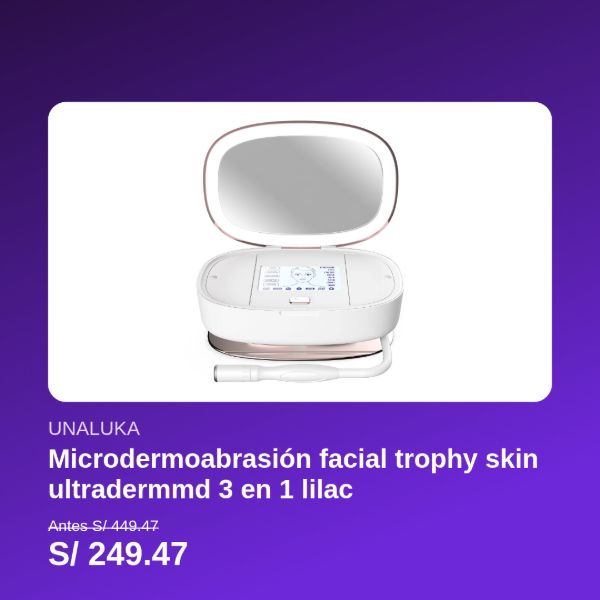 UNALUKA
Microdermoabrasión facial trophy skin
ultradermmd 3 en 1 lilac
Antes S/ 449.47
S/ 249.47